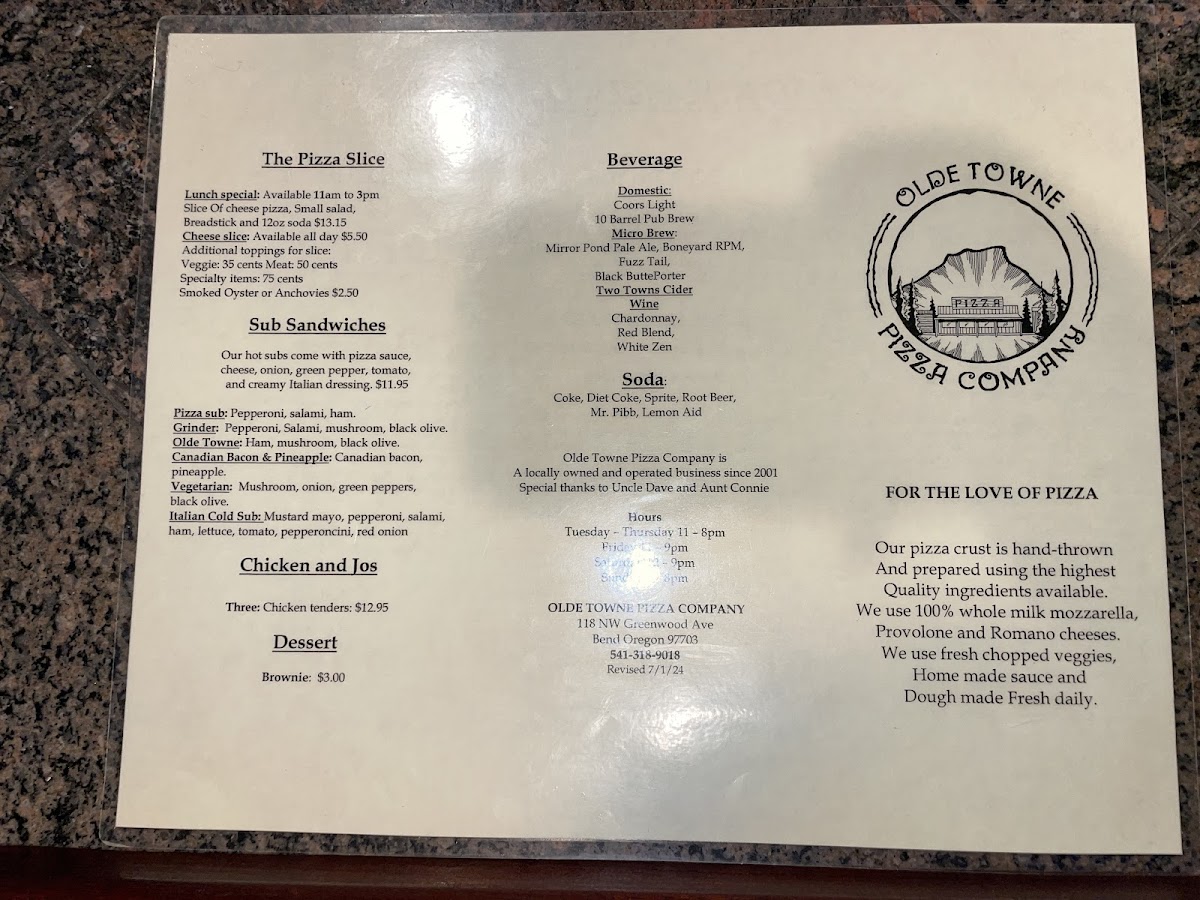 The Pizza Slice
Lunch special: Available 11am to 3pm
Slice Of cheese pizza, Small salad,
Breadstick and 12oz soda $13.15
Cheese slice: Available all day $5.50
Additional toppings for slice:
Veggie: 35 cents Meat: 50 cents
Specialty items: 75 cents
Smoked Oyster or Anchovies $2.50
Sub Sandwiches
Our hot subs come with pizza sauce,
cheese, onion, green pepper, tomato,
and creamy Italian dressing. $11.95
Pizza sub: Pepperoni, salami, ham.
Grinder: Pepperoni, Salami, mushroom, black olive.
Olde Towne: Ham, mushroom, black olive.
Canadian Bacon & Pineapple: Canadian bacon,
pineapple.
Vegetarian: Mushroom, onion, green peppers,
black olive.
Italian Cold Sub: Mustard mayo, pepperoni, salami,
ham, lettuce, tomato, pepperoncini, red onion
Chicken and Jos
Three: Chicken tenders: $12.95
Dessert
Brownie: $3.00
Beverage
Domestic:
Coors Light
10 Barrel Pub Brew
Micro Brew:
Mirror Pond Pale Ale, Boneyard RPM,
Fuzz Tail,
Black ButtePorter
Two Towns Cider
Wine
Chardonnay,
Red Blend,
White Zen
Soda:
Coke, Diet Coke, Sprite, Root Beer,
Mr. Pibb, Lemon Aid
Olde Towne Pizza Company is
A locally owned and operated business since 2001
Special thanks to Uncle Dave and Aunt Connie
Hours
Tuesday – Thursday 11 – 8pm
Friday – 9pm
– 9pm
8pm
OLDE TOWNE PIZZA COMPANY
118 NW Greenwood Ave
Bend Oregon 97703
541-318-9018
Revised 7/1/24
OLDE TOWNE
PIZZA
PIZZA COMPANY
FOR THE LOVE OF PIZZA
Our pizza crust is hand-thrown
And prepared using the highest
Quality ingredients available.
We use 100% whole milk mozzarella,
Provolone and Romano cheeses.
We use fresh chopped veggies,
Home made sauce and
Dough made Fresh daily.